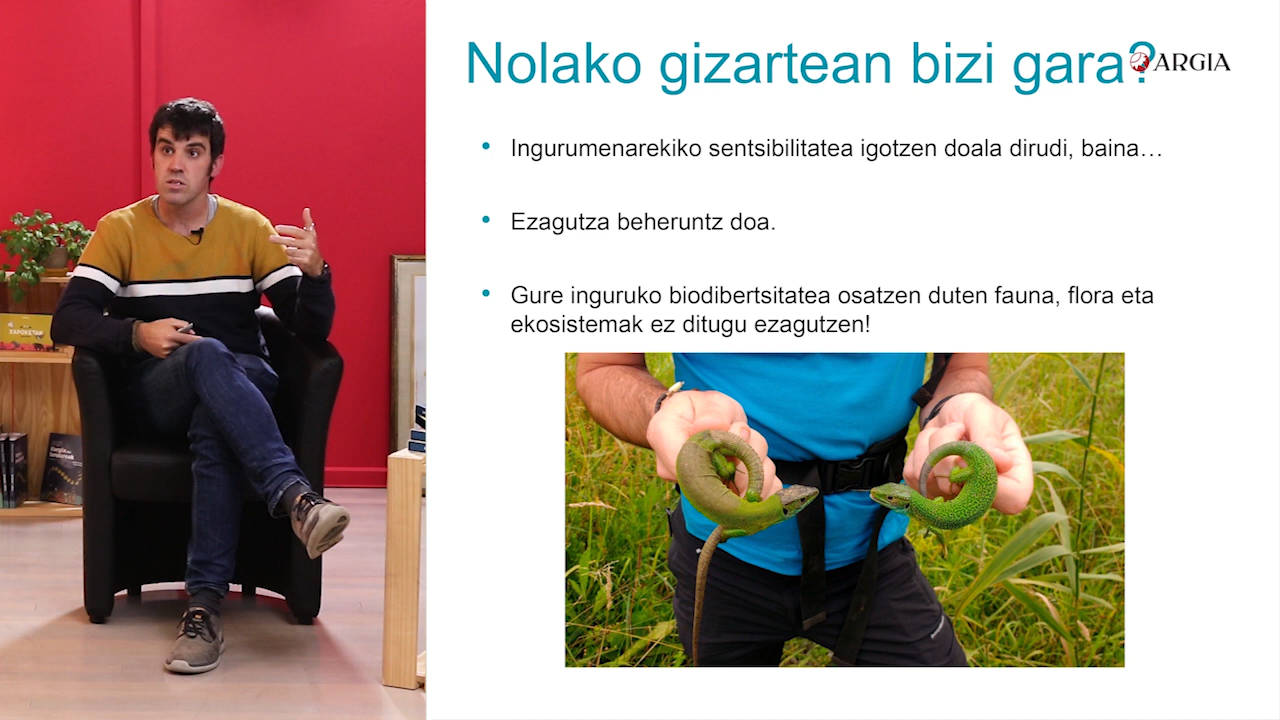 Nolako gizartean bizi gara?
ARGIA
• Ingurumenarekiko sentsibilitatea igotzen doala dirudi, baina…
• Ezagutza beheruntz doa.
• Gure inguruko biodibertsitatea osatzen duten fauna, flora eta
ekosistemak ez ditugu ezagutzen!